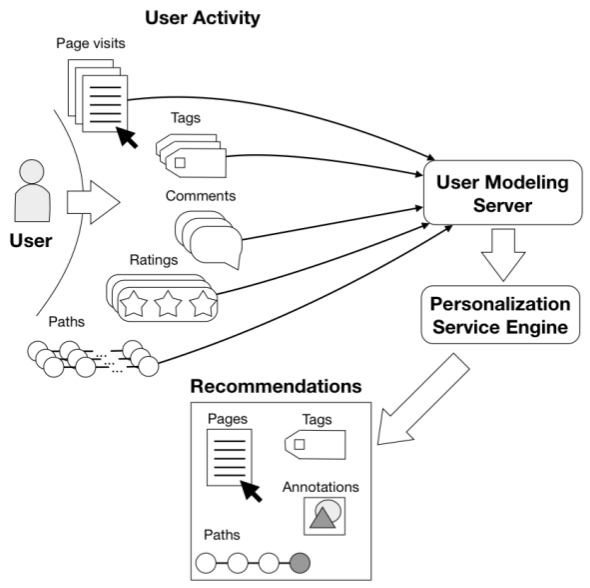 User Activity
Page visits
Tags
Comments
Ratings
Paths
...
...
...
User
User Modeling
Server
Personalization
Service Engine
Recommendations
Pages
Tags
Annotations
Paths